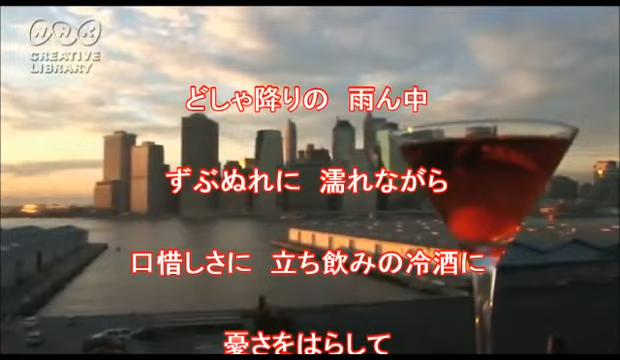 NHK
CREATIVE
LIBRARY
どしゃ降りの　雨ん中
ずぶぬれに　濡れながら
口惜しさに　立ち飲みの冷酒に
憂さをはらして